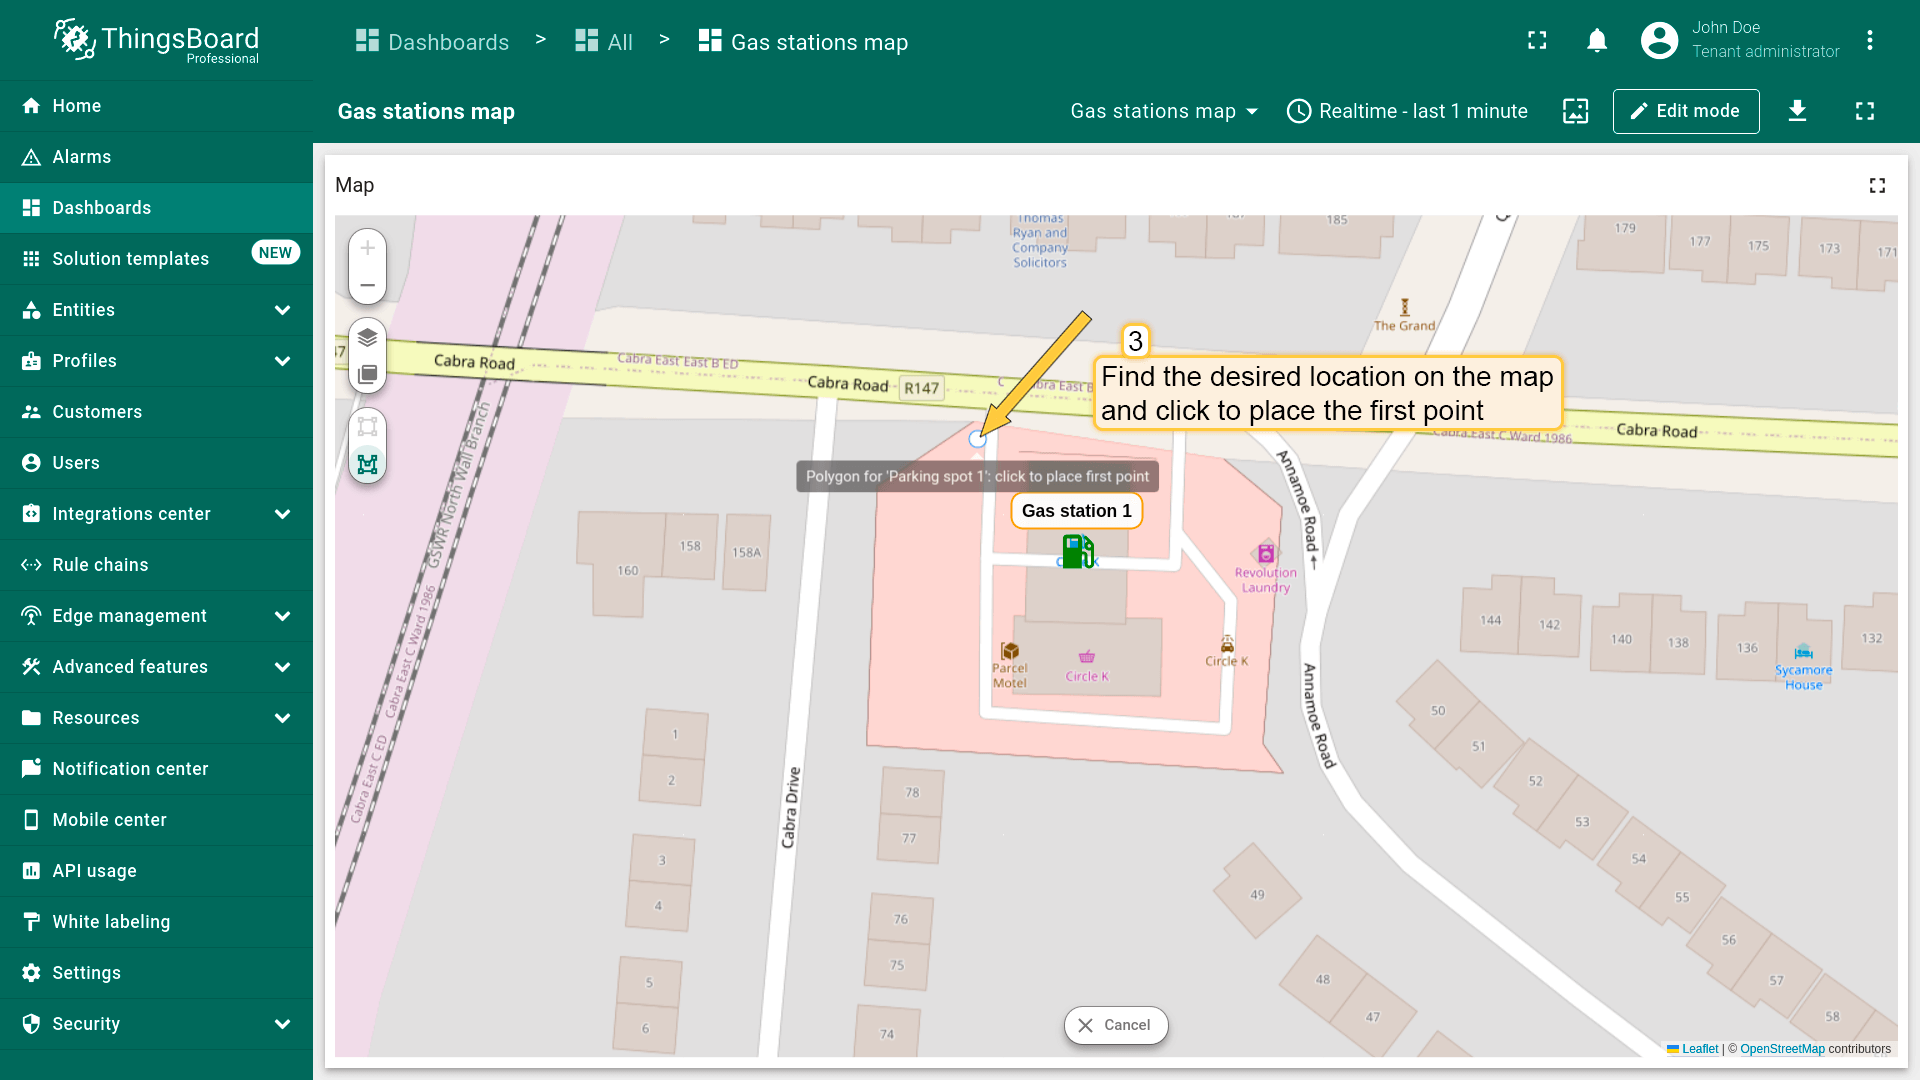 ThingsBoard
Professional
Dashboards > All > Gas stations map
John Doe
Tenant administrator
Home
Alarms
Dashboards
Solution templates NEW
Entities
Profiles
Customers
Users
Integrations center
Rule chains
Edge management
Advanced features
Resources
Notification center
Mobile center
API usage
White labeling
Settings
Security
Gas stations map
Gas stations map
Realtime - last 1 minute
Edit mode
Map
Thomas
Ryan and
Company
Solicitors
185
179
177
175
173
171
The Grand
3
Find the desired location on the map
and click to place the first point
Cabra Road
Cabra East East B ED
Cabra Road
R147
Cabra East C Ward 1986
Cabra Road
Polygon for 'Parking spot 1': click to place first point
Gas station 1
GSWR North Wall Branch
Cabra East C Ward 1986
Cabra East C ED
158
158A
160
Annamoe Road
Revolution
Laundry
Parcel
Motel
Circle K
Circle K
144
142
140
138
136
132
Sycamore
House
Annamoe Road
50
51
52
53
54
55
56
57
58
1
2
3
4
5
6
Cabra Drive
78
77
76
75
74
49
48
47
Cancel
Leaflet | © OpenStreetMap contributors